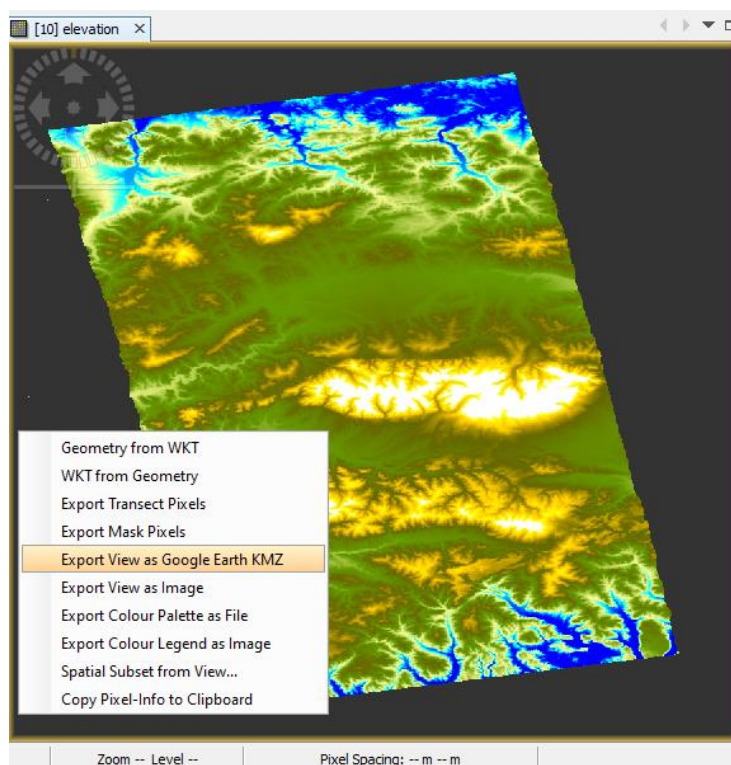 [10] elevation
Geometry from WKT
WKT from Geometry
Export Transect Pixels
Export Mask Pixels
Export View as Google Earth KMZ
Export View as Image
Export Colour Palette as File
Export Colour Legend as Image
Spatial Subset from View...
Copy Pixel-Info to Clipboard
Zoom -- Level -- Pixel Spacing: -- m -- m